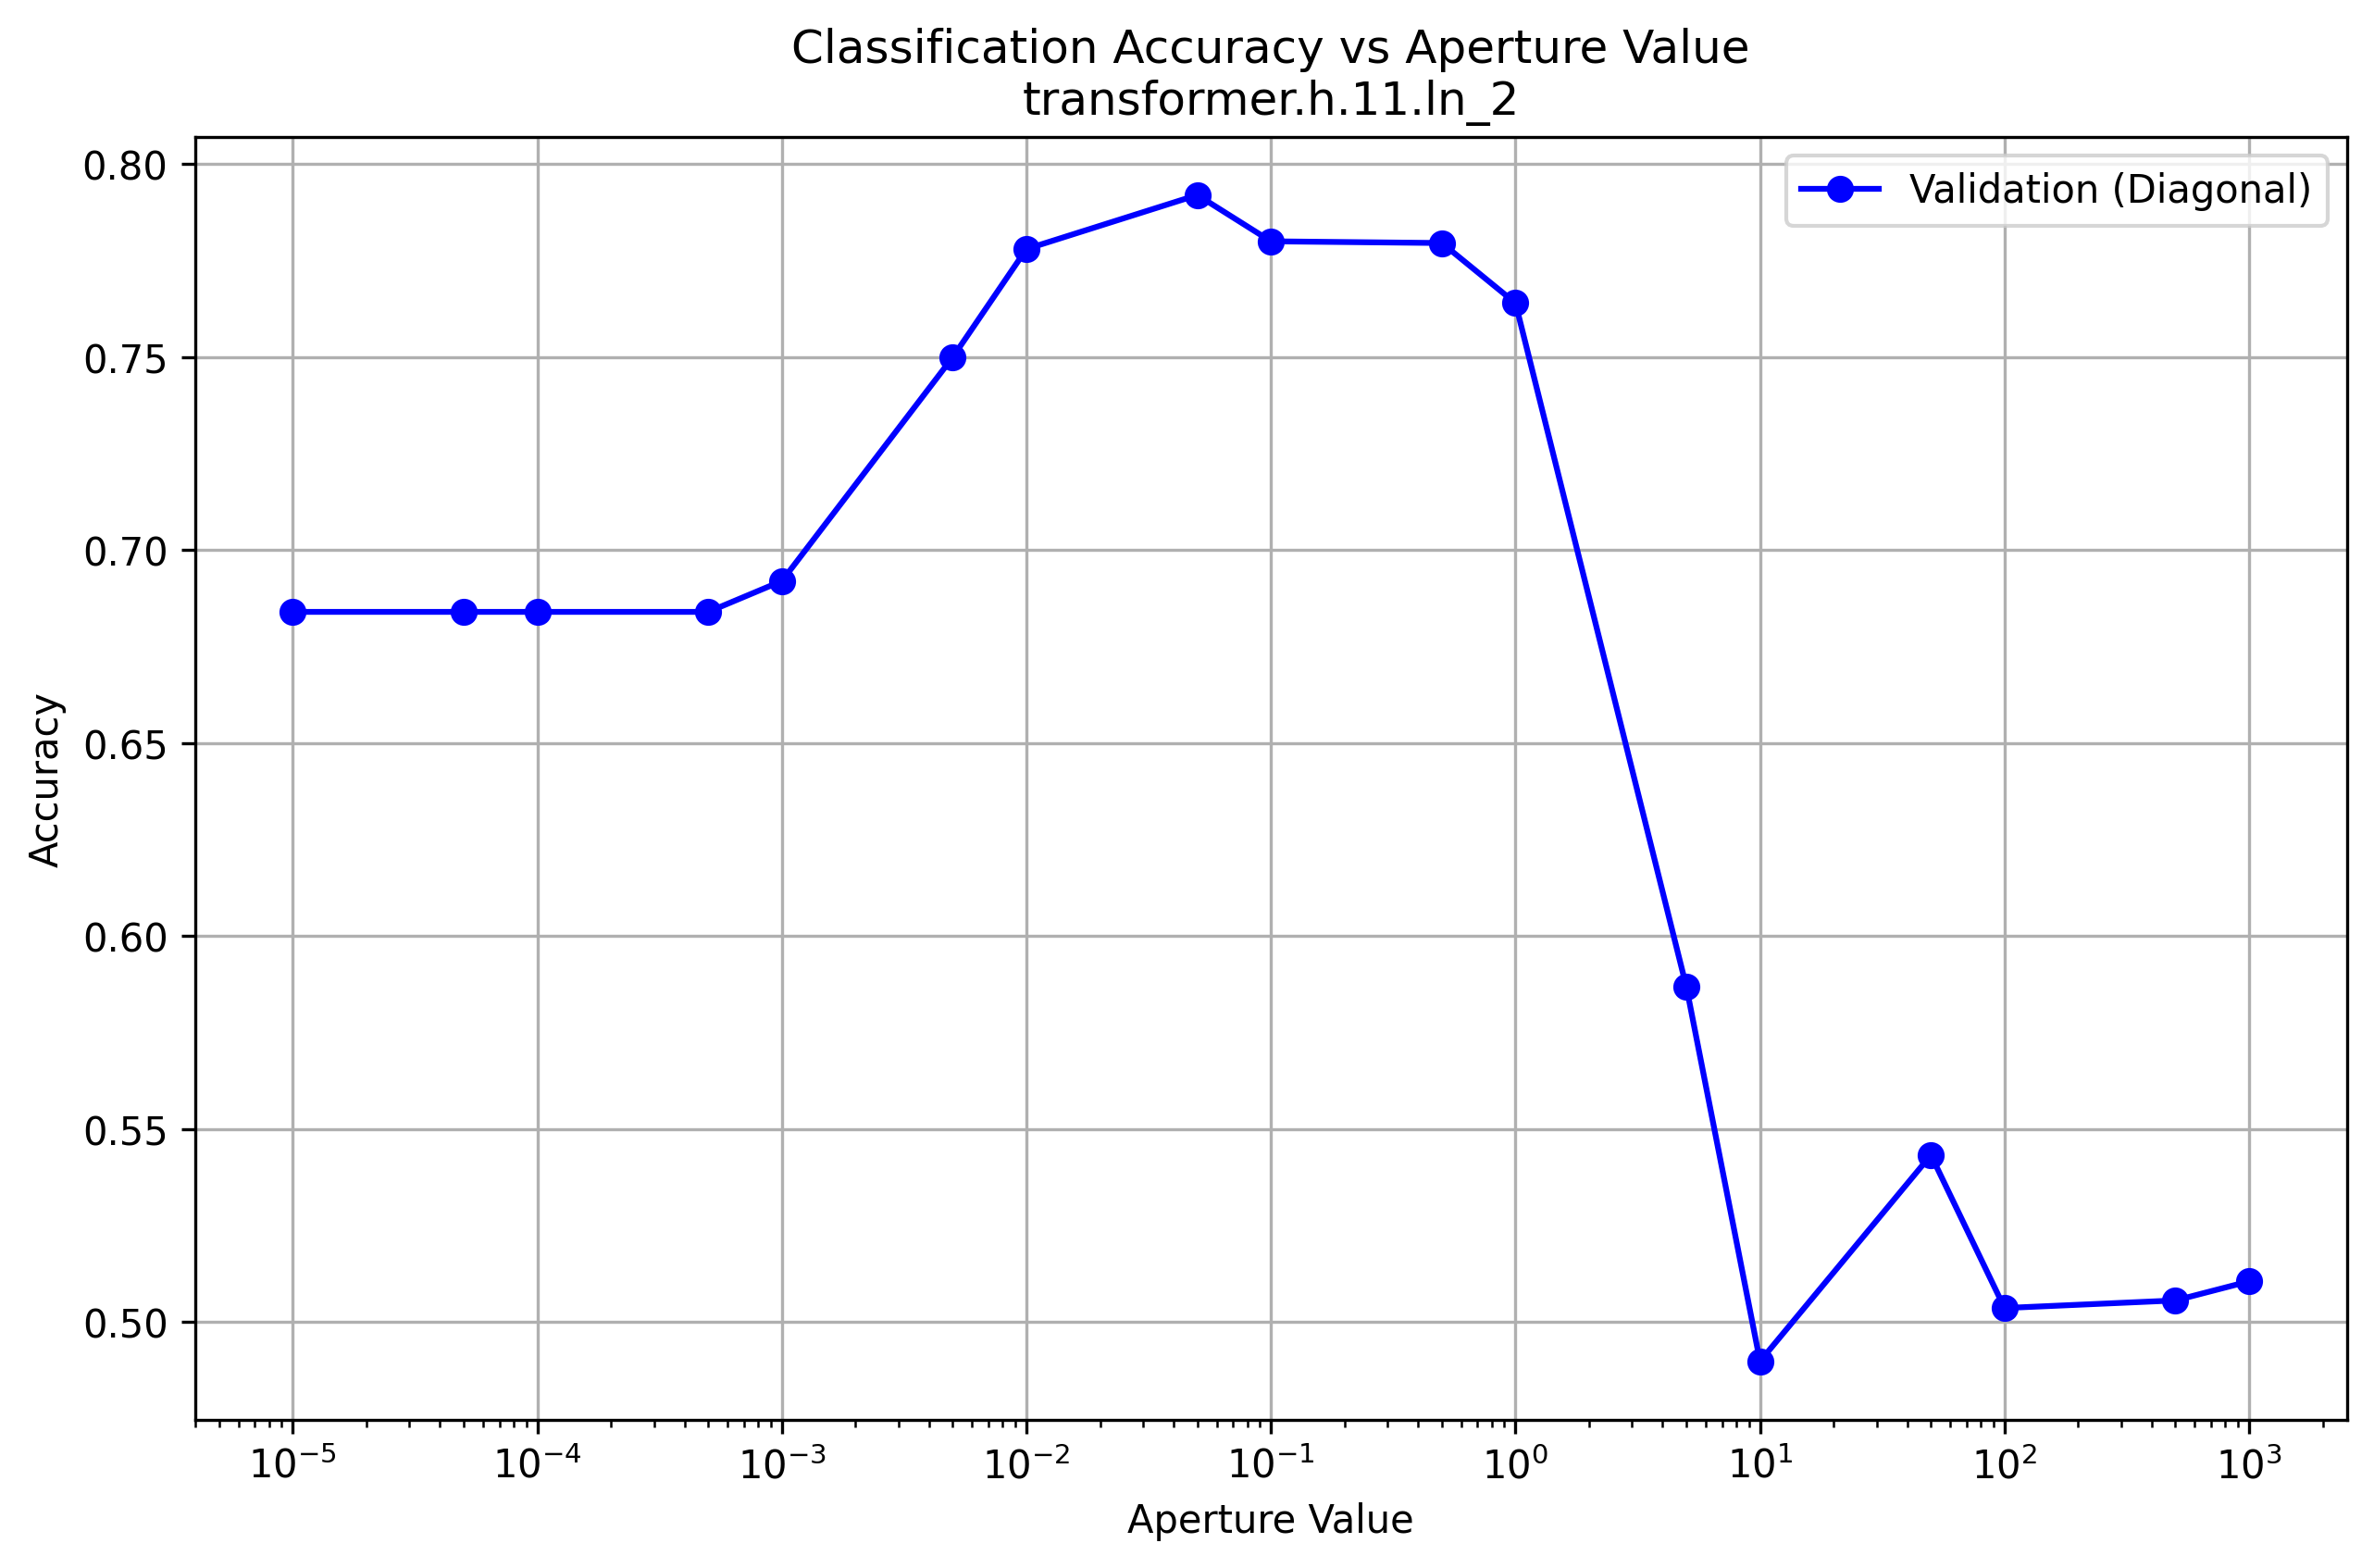 Classification Accuracy vs Aperture Value
transformer.h.11.ln_2
Validation (Diagonal)
0.80
0.75
0.70
0.65
0.60
0.55
0.50
Accuracy
10⁻⁵ 10⁻⁴ 10⁻³ 10⁻² 10⁻¹ 10⁰ 10¹ 10² 10³
Aperture Value